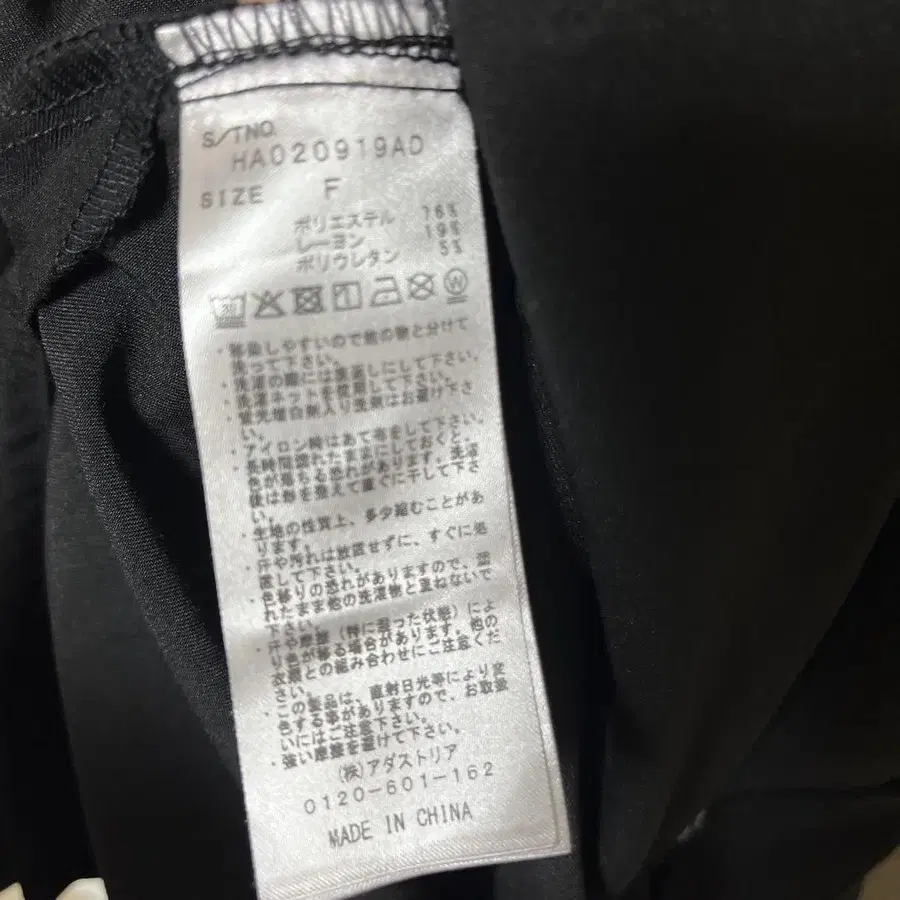 S/TNO.
HA020919AD
SIZE F
ポリエステル 76%
レーヨン 19%
ポリウレタン 5%
30 W
・移染しやすいので他の物と分けて
洗って下さい。
・洗濯の際には裏返しにして下さい。
・洗濯ネットを使用して下さい。
・蛍光増白剤入り洗剤はお避け下さ
い。
・アイロン時はあて布をして下さい。
・長時間濡れたままにしておくと、
色が落ちる恐れがあります。洗濯
後は形を整えて直ぐに干して下さ
い。
・生地の性質上、多少縮むことがあ
ります。
・汗や汚れは放置せずに、すぐに処
置して下さい。
・色移りの恐れがありますので、濡
れたまま他の洗濯物と重ねないで
下さい。
・汗や摩擦(特に湿った状態)によ
り色が移る場合があります。他の
衣類との組み合わせにご注意くだ
さい。
・この製品は、直射日光等により変
色する事がありますので、お取扱
いにはご注意下さい。
・強い摩擦を避けて下さい。
(株)アダストリア
0120-601-162
MADE IN CHINA